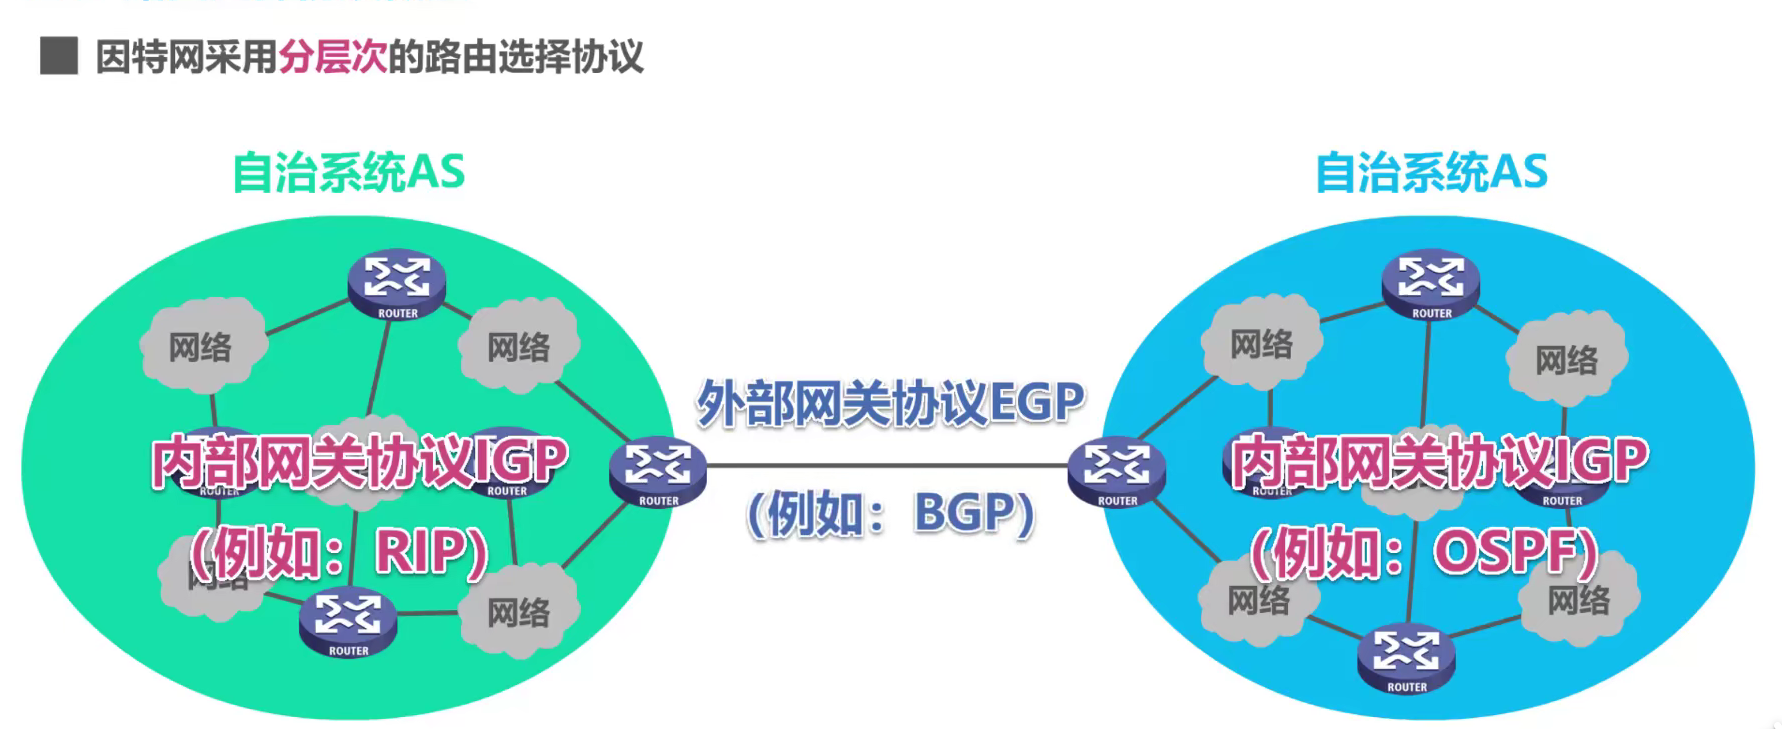 因特网采用分层次的路由选择协议
自治系统AS
自治系统AS
ROUTER
ROUTER
网络
网络
网络
网络
外部网关协议EGP
内部网关协议IGP
内部网关协议IGP
ROUTER
ROUTER
ROUTER
ROUTER
ROUTER
ROUTER
(例如：BGP)
(例如：RIP)
(例如：OSPF)
网络
网络
网络
网络
ROUTER
ROUTER